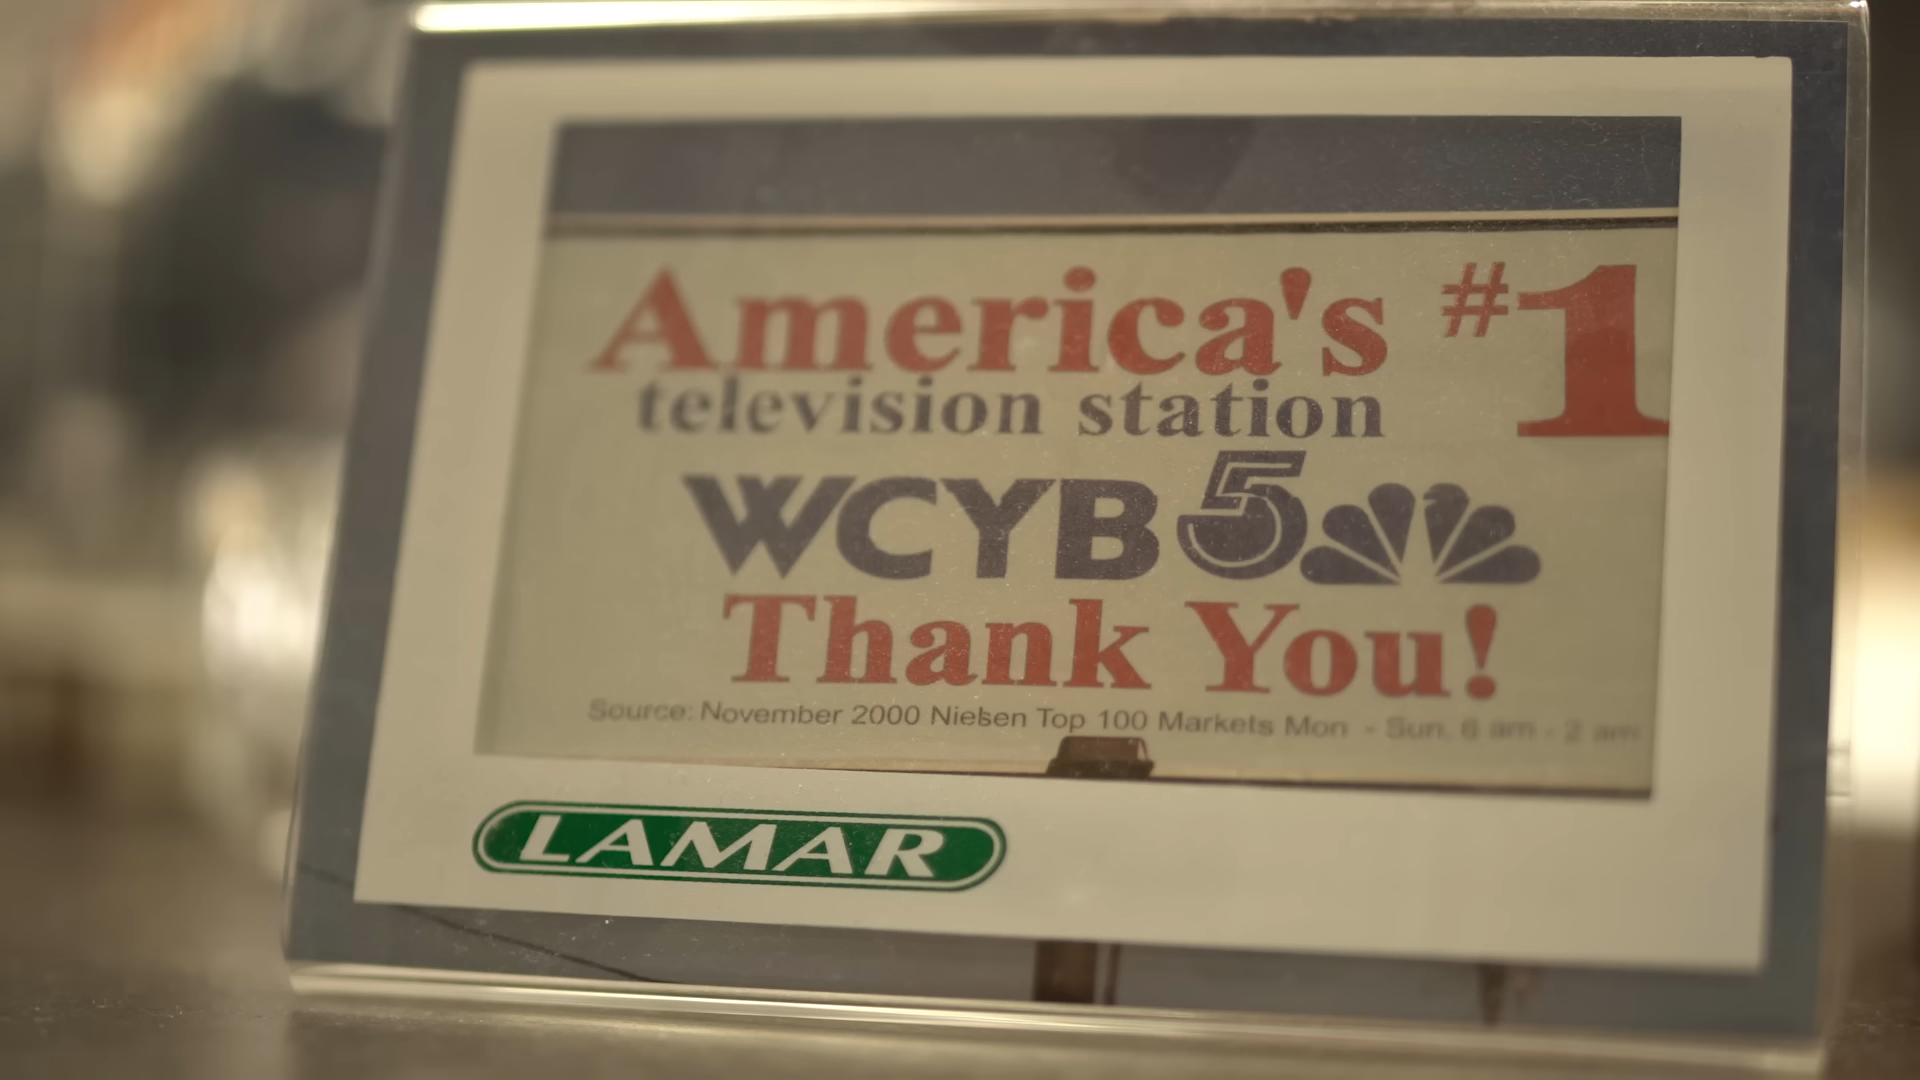 America's #1
television station
WCYB 5
Thank You!
Source: November 2000 Nielsen Top 100 Markets Mon - Sun. 6 am - 2 am
LAMAR